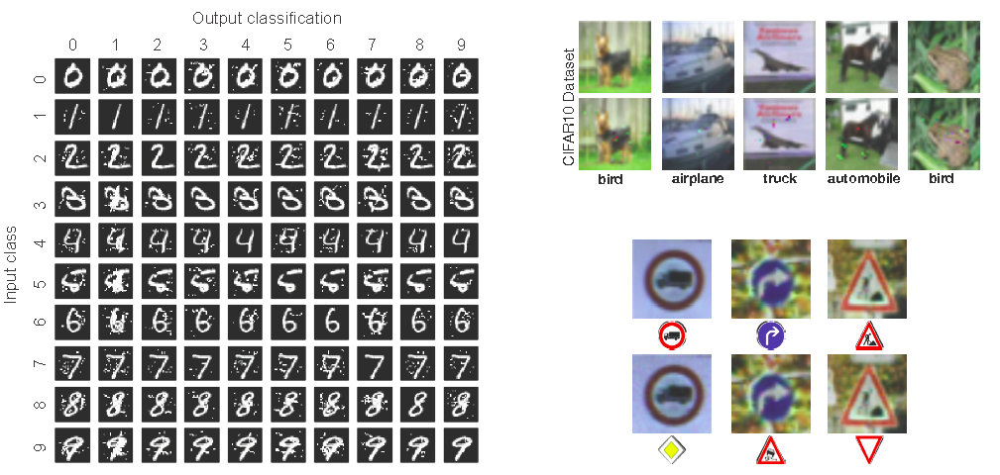 Output classification
0 1 2 3 4 5 6 7 8 9
Input class
0
1
2
3
4
5
6
7
8
9
CIFAR10 Dataset
bird airplane truck automobile bird